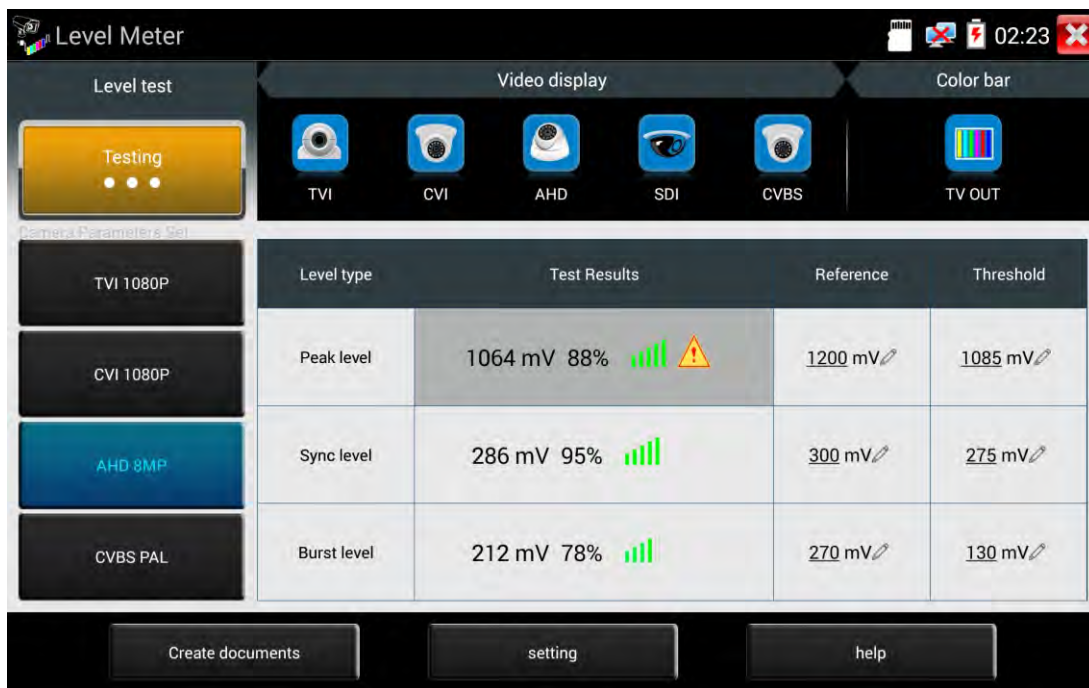 Level Meter
02:23
Level test
Video display
Color bar
Testing
TVI
CVI
AHD
SDI
CVBS
TV OUT
Camera Parameters Set
TVI 1080P
CVI 1080P
AHD 8MP
CVBS PAL
Level type
Test Results
Reference
Threshold
Peak level
1064 mV 88%
1200 mV
1085 mV
Sync level
286 mV 95%
300 mV
275 mV
Burst level
212 mV 78%
270 mV
130 mV
Create documents
setting
help